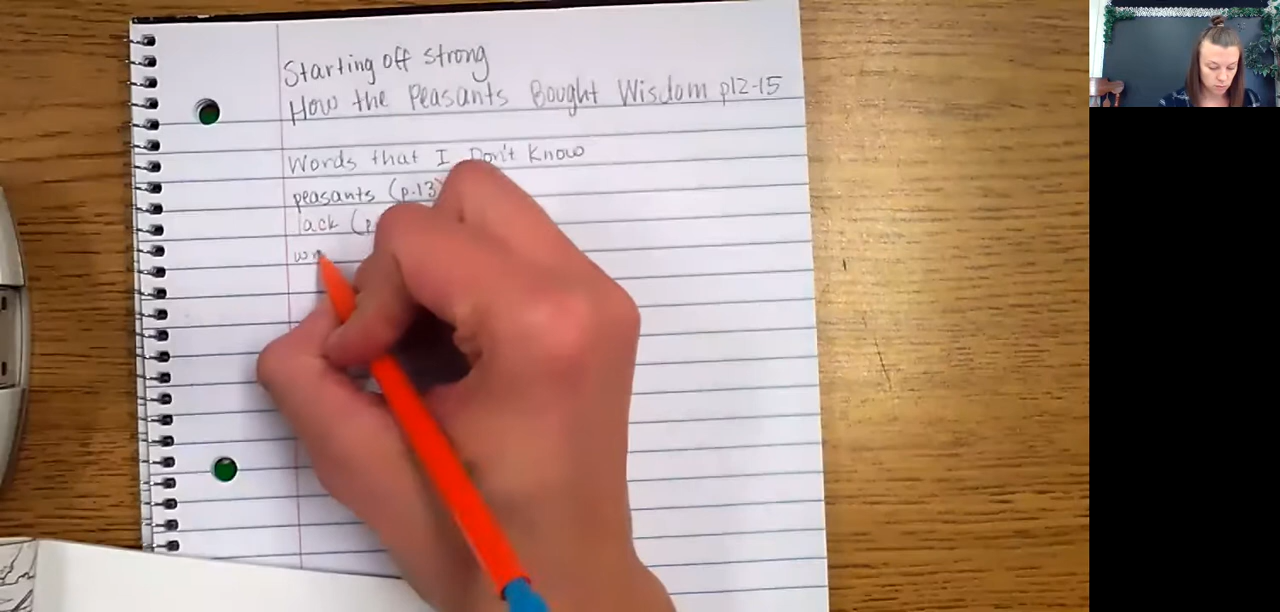 Starting off strong
How the Peasants Bought Wisdom p12-15
Words that I Don't Know
peasants (p.13)
lack (p